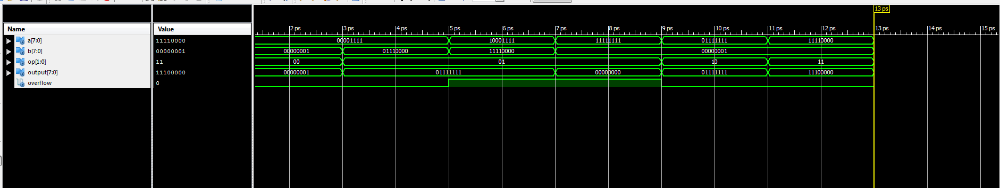 13 ps
Name Value
2 ps 3 ps 4 ps 5 ps 6 ps 7 ps 8 ps 9 ps 10 ps 11 ps 12 ps 13 ps 14 ps 15 ps
a[7:0] 11110000 00001111 10001111 11111111 01111111 11110000
b[7:0] 00000001 00000001 01110000 11110000 00000001
op[1:0] 11 00 01 10 11
output[7:0] 11100000 00000001 01111111 00000000 01111111 11100000
overflow 0